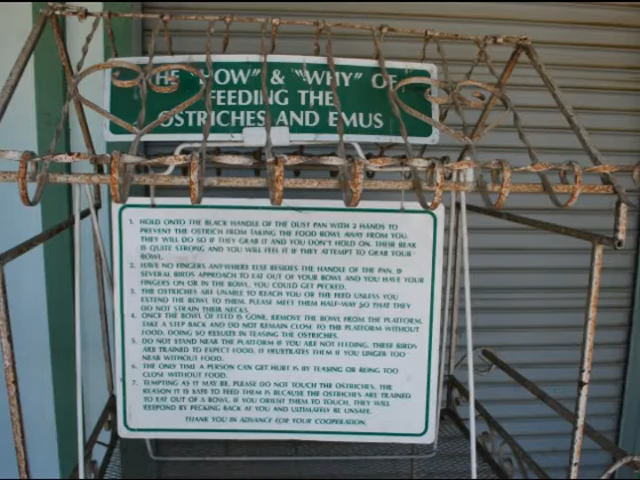 THE "HOW" & "WHY" OF
FEEDING THE
OSTRICHES AND EMUS
1. HOLD ONTO THE BLACK HANDLE OF THE DUST PAN WITH 2 HANDS TO
PREVENT THE OSTRICH FROM TAKING THE FOOD BOWL AWAY FROM YOU.
THEY WILL DO SO IF THEY GRAB IT AND YOU DON'T HOLD ON. THEIR BEAK
IS QUITE STRONG AND YOU WILL FEEL IT IF THEY ATTEMPT TO GRAB YOUR
BOWL.
2. HAVE NO FINGERS ANYWHERE ELSE BESIDES THE HANDLE OF THE PAN. IF
SEVERAL BIRDS APPROACH TO EAT OUT OF YOUR BOWL AND YOU HAVE YOUR
FINGERS ON OR IN THE BOWL, YOU COULD GET PECKED.
3. THE OSTRICHES ARE UNABLE TO REACH YOU OR THE FEED UNLESS YOU
EXTEND THE BOWL TO THEM. PLEASE MEET THEM HALF-WAY SO THAT THEY
DO NOT STRAIN THEIR NECKS.
4. ONCE THE BOWL OF FEED IS GONE, REMOVE THE BOWL FROM THE PLATFORM,
TAKE A STEP BACK AND DO NOT REMAIN CLOSE TO THE PLATFORM WITHOUT
FOOD. DOING SO RESULTS IN TEASING THE OSTRICHES.
5. DO NOT STAND NEAR THE PLATFORM IF YOU ARE NOT FEEDING. THESE BIRDS
ARE TRAINED TO EXPECT FOOD. IT FRUSTRATES THEM IF YOU LINGER TOO
NEAR WITHOUT FOOD.
6. THE ONLY TIME A PERSON CAN GET HURT IS BY TEASING OR BEING TOO
CLOSE WITHOUT FOOD.
7. TEMPTING AS IT MAY BE, PLEASE DO NOT TOUCH THE OSTRICHES. THE
REASON IT IS SAFE TO FEED THEM IS BECAUSE THE OSTRICHES ARE TRAINED
TO EAT OUT OF A BOWL. IF YOU ORIENT THEM TO TOUCH, THEY WILL
RESPOND BY PECKING BACK AT YOU AND ULTIMATELY BE UNSAFE.
THANK YOU IN ADVANCE FOR YOUR COOPERATION.